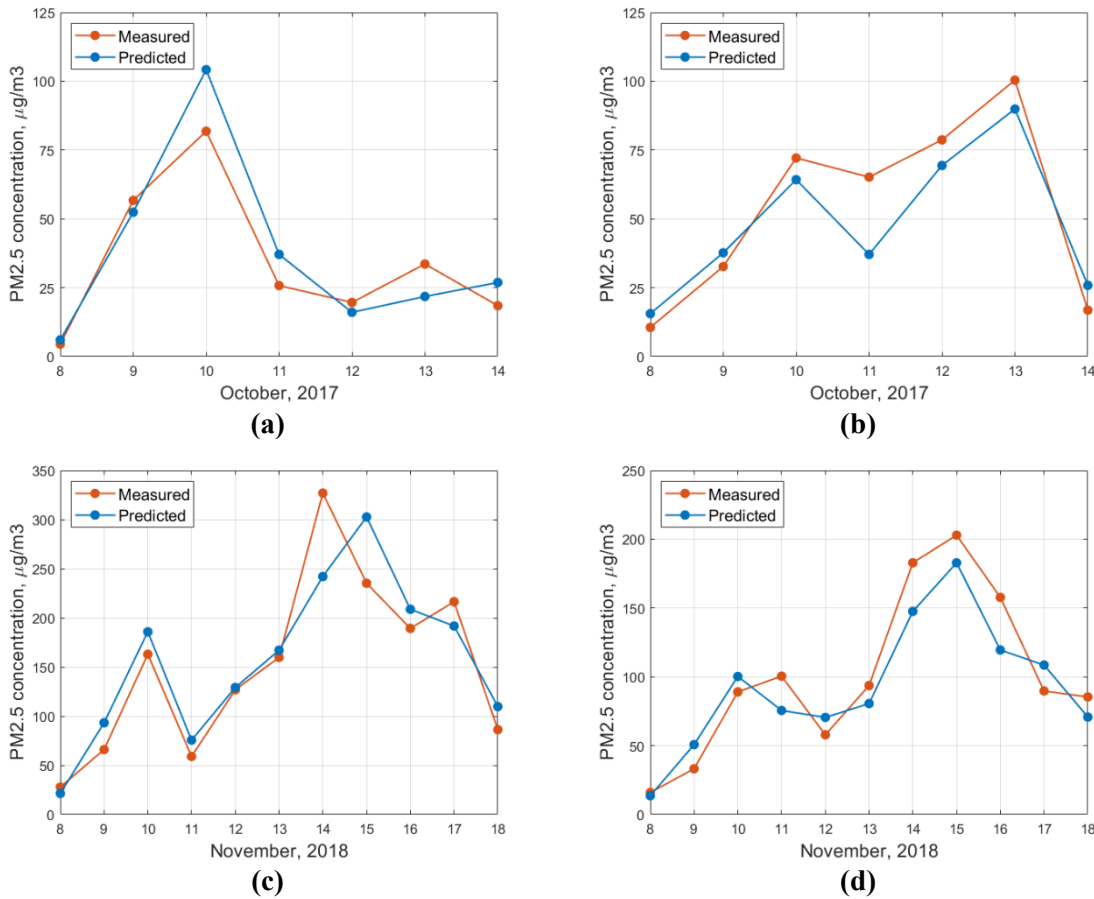 125
100
75
50
25
0
PM2.5 concentration, μg/m3
Measured
Predicted
8 9 10 11 12 13 14
October, 2017
(a)
125
100
75
50
25
0
PM2.5 concentration, μg/m3
Measured
Predicted
8 9 10 11 12 13 14
October, 2017
(b)
350
300
250
200
150
100
50
0
PM2.5 concentration, μg/m3
Measured
Predicted
8 9 10 11 12 13 14 15 16 17 18
November, 2018
(c)
250
200
150
100
50
0
PM2.5 concentration, μg/m3
Measured
Predicted
8 9 10 11 12 13 14 15 16 17 18
November, 2018
(d)